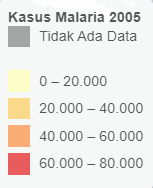 Kasus Malaria 2005
Tidak Ada Data
0 – 20.000
20.000 – 40.000
40.000 – 60.000
60.000 – 80.000